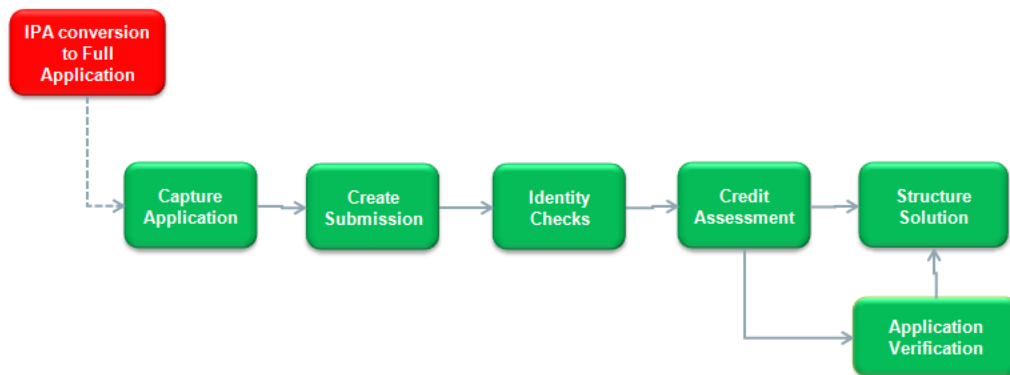 IPA conversion
to Full
Application
Capture
Application
Create
Submission
Identity
Checks
Credit
Assessment
Structure
Solution
Application
Verification